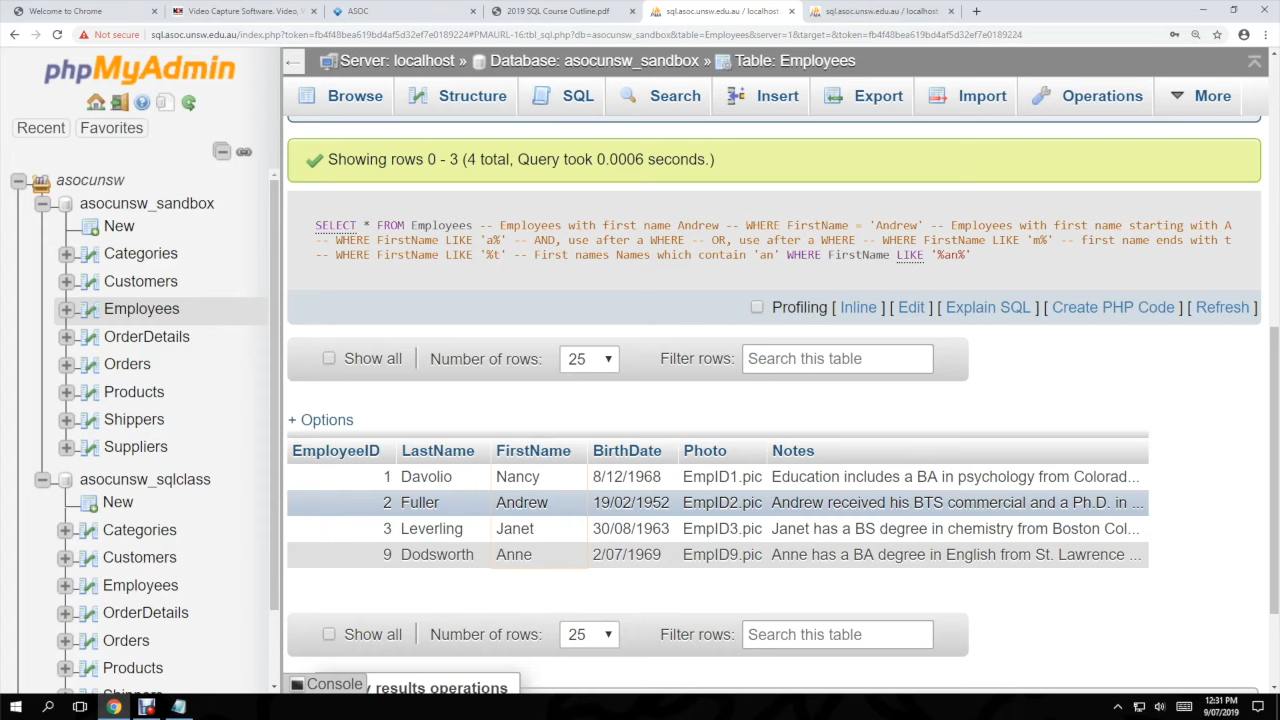 Welcome to Chrome
Video Capture Software. Video, V
ASOC
2019 SQL Course Outline.pdf
sql.asoc.unsw.edu.au / localhost
sql.asoc.unsw.edu.au / localhost
Not secure | sql.asoc.unsw.edu.au/index.php?token=fb4f48bea619bd4af5d32ef7e0189224#PMAURL-16:tbl_sql.php?db=asocunsw_sandbox&table=Employees&server=1&target=&token=fb4f48bea619bd4af5d32ef7e0189224
phpMyAdmin
Recent Favorites
asocunsw
asocunsw_sandbox
New
Categories
Customers
Employees
OrderDetails
Orders
Products
Shippers
Suppliers
asocunsw_sqlclass
New
Categories
Customers
Employees
OrderDetails
Orders
Products
Shippers
Server: localhost » Database: asocunsw_sandbox » Table: Employees
Browse Structure SQL Search Insert Export Import Operations More
Showing rows 0 - 3 (4 total, Query took 0.0006 seconds.)
SELECT * FROM Employees -- Employees with first name Andrew -- WHERE FirstName = 'Andrew' -- Employees with first name starting with A
-- WHERE FirstName LIKE 'a%' -- AND, use after a WHERE -- OR, use after a WHERE -- WHERE FirstName LIKE 'm%' -- first name ends with t
-- WHERE FirstName LIKE '%t' -- First names Names which contain 'an' WHERE FirstName LIKE '%an%'
Profiling [ Inline ] [ Edit ] [ Explain SQL ] [ Create PHP Code ] [ Refresh ]
Show all Number of rows: 25 Filter rows: Search this table
+ Options
EmployeeID LastName FirstName BirthDate Photo Notes
1 Davolio Nancy 8/12/1968 EmpID1.pic Education includes a BA in psychology from Colorad...
2 Fuller Andrew 19/02/1952 EmpID2.pic Andrew received his BTS commercial and a Ph.D. in ...
3 Leverling Janet 30/08/1963 EmpID3.pic Janet has a BS degree in chemistry from Boston Col...
9 Dodsworth Anne 2/07/1969 EmpID9.pic Anne has a BA degree in English from St. Lawrence ...
Show all Number of rows: 25 Filter rows: Search this table
Console
y results operations
12:31 PM
9/07/2019